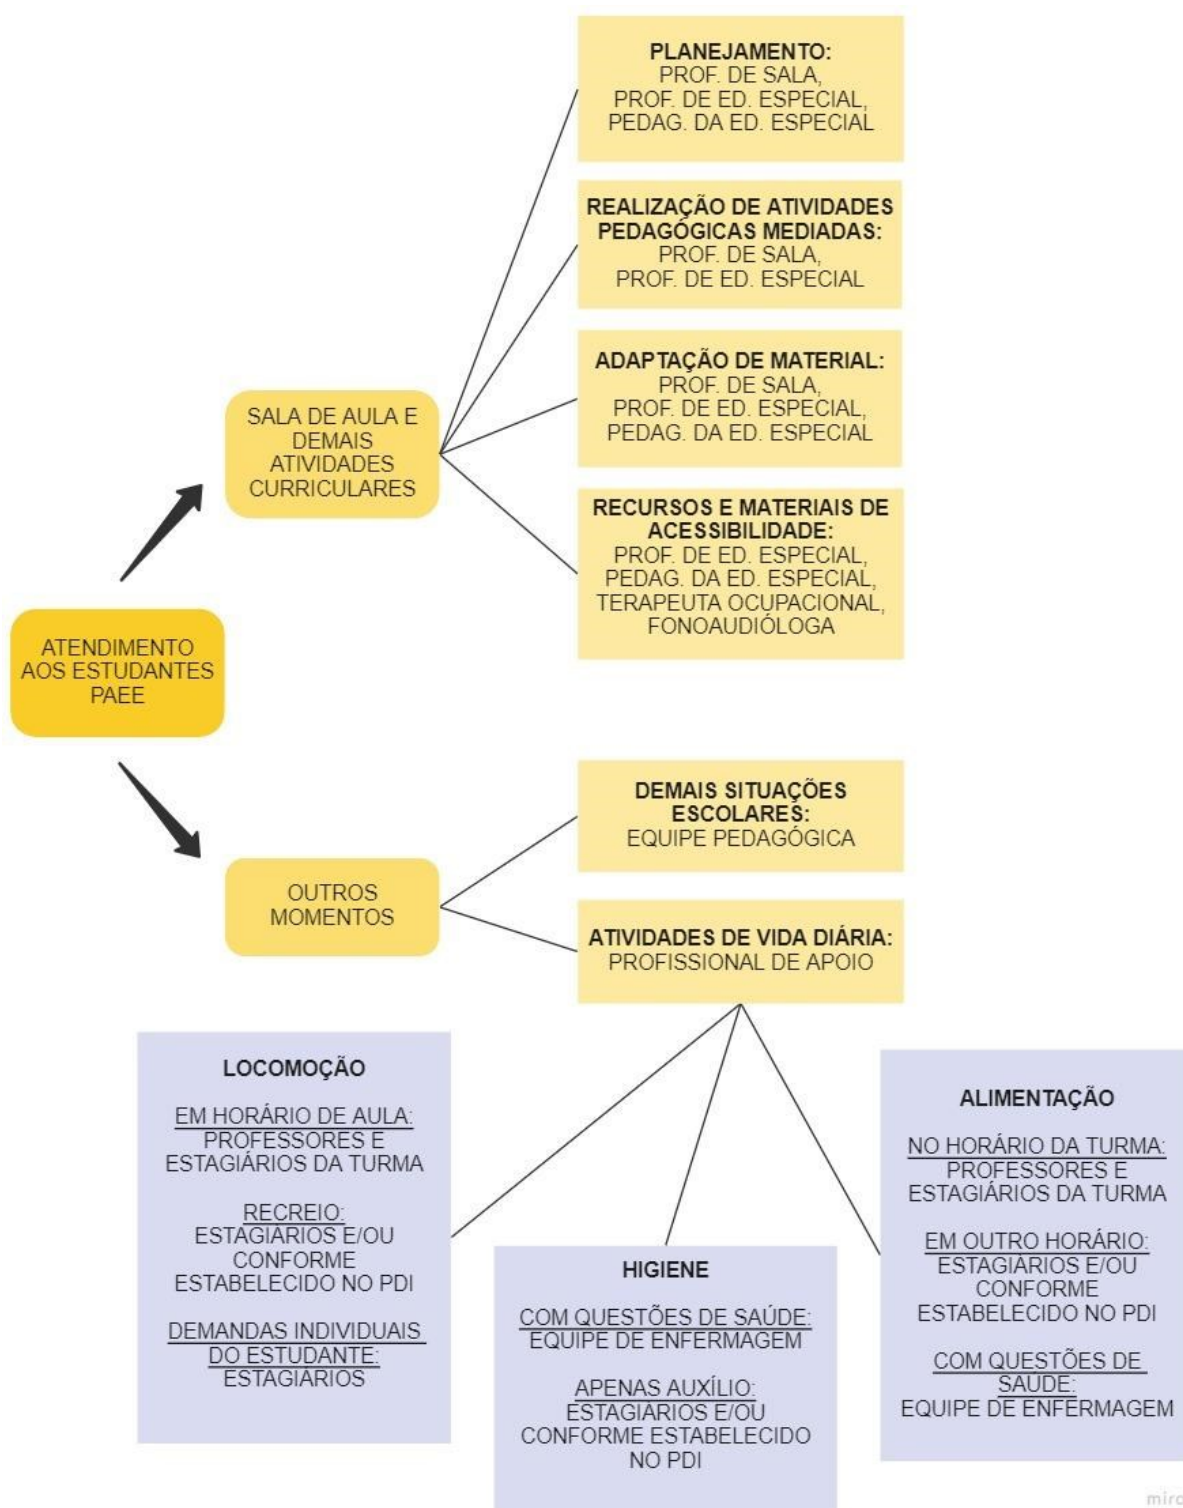 PLANEJAMENTO:
PROF. DE SALA,
PROF. DE ED. ESPECIAL,
PEDAG. DA ED. ESPECIAL
REALIZAÇÃO DE ATIVIDADES
PEDAGÓGICAS MEDIADAS:
PROF. DE SALA,
PROF. DE ED. ESPECIAL
ADAPTAÇÃO DE MATERIAL:
PROF. DE SALA,
PROF. DE ED. ESPECIAL,
PEDAG. DA ED. ESPECIAL
SALA DE AULA E
DEMAIS
ATIVIDADES
CURRICULARES
RECURSOS E MATERIAIS DE
ACESSIBILIDADE:
PROF. DE ED. ESPECIAL,
PEDAG. DA ED. ESPECIAL,
TERAPEUTA OCUPACIONAL,
FONOAUDIÓLOGA
ATENDIMENTO
AOS ESTUDANTES
PAEE
DEMAIS SITUAÇÕES
ESCOLARES:
EQUIPE PEDAGÓGICA
OUTROS
MOMENTOS
ATIVIDADES DE VIDA DIÁRIA:
PROFISSIONAL DE APOIO
LOCOMOÇÃO
EM HORÁRIO DE AULA:
PROFESSORES E
ESTAGIÁRIOS DA TURMA
RECREIO:
ESTAGIÁRIOS E/OU
CONFORME
ESTABELECIDO NO PDI
DEMANDAS INDIVIDUAIS
DO ESTUDANTE:
ESTAGIÁRIOS
HIGIENE
COM QUESTÕES DE SAÚDE:
EQUIPE DE ENFERMAGEM
APENAS AUXÍLIO:
ESTAGIÁRIOS E/OU
CONFORME ESTABELECIDO
NO PDI
ALIMENTAÇÃO
NO HORÁRIO DA TURMA:
PROFESSORES E
ESTAGIÁRIOS DA TURMA
EM OUTRO HORÁRIO:
ESTAGIÁRIOS E/OU
CONFORME
ESTABELECIDO NO PDI
COM QUESTÕES DE
SAÚDE:
EQUIPE DE ENFERMAGEM